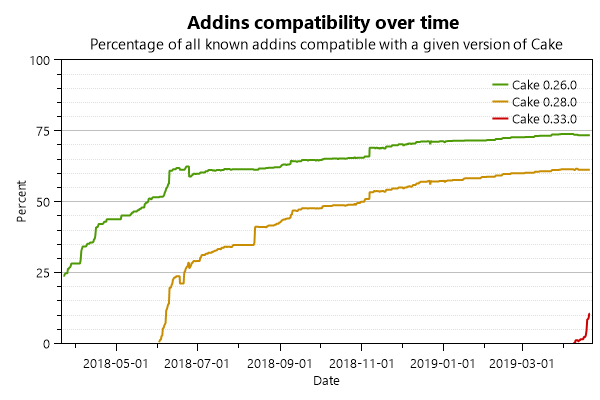 Addins compatibility over time
Percentage of all known addins compatible with a given version of Cake
100
75
50
25
0
Percent
Cake 0.26.0
Cake 0.28.0
Cake 0.33.0
2018-05-01 2018-07-01 2018-09-01 2018-11-01 2019-01-01 2019-03-01
Date